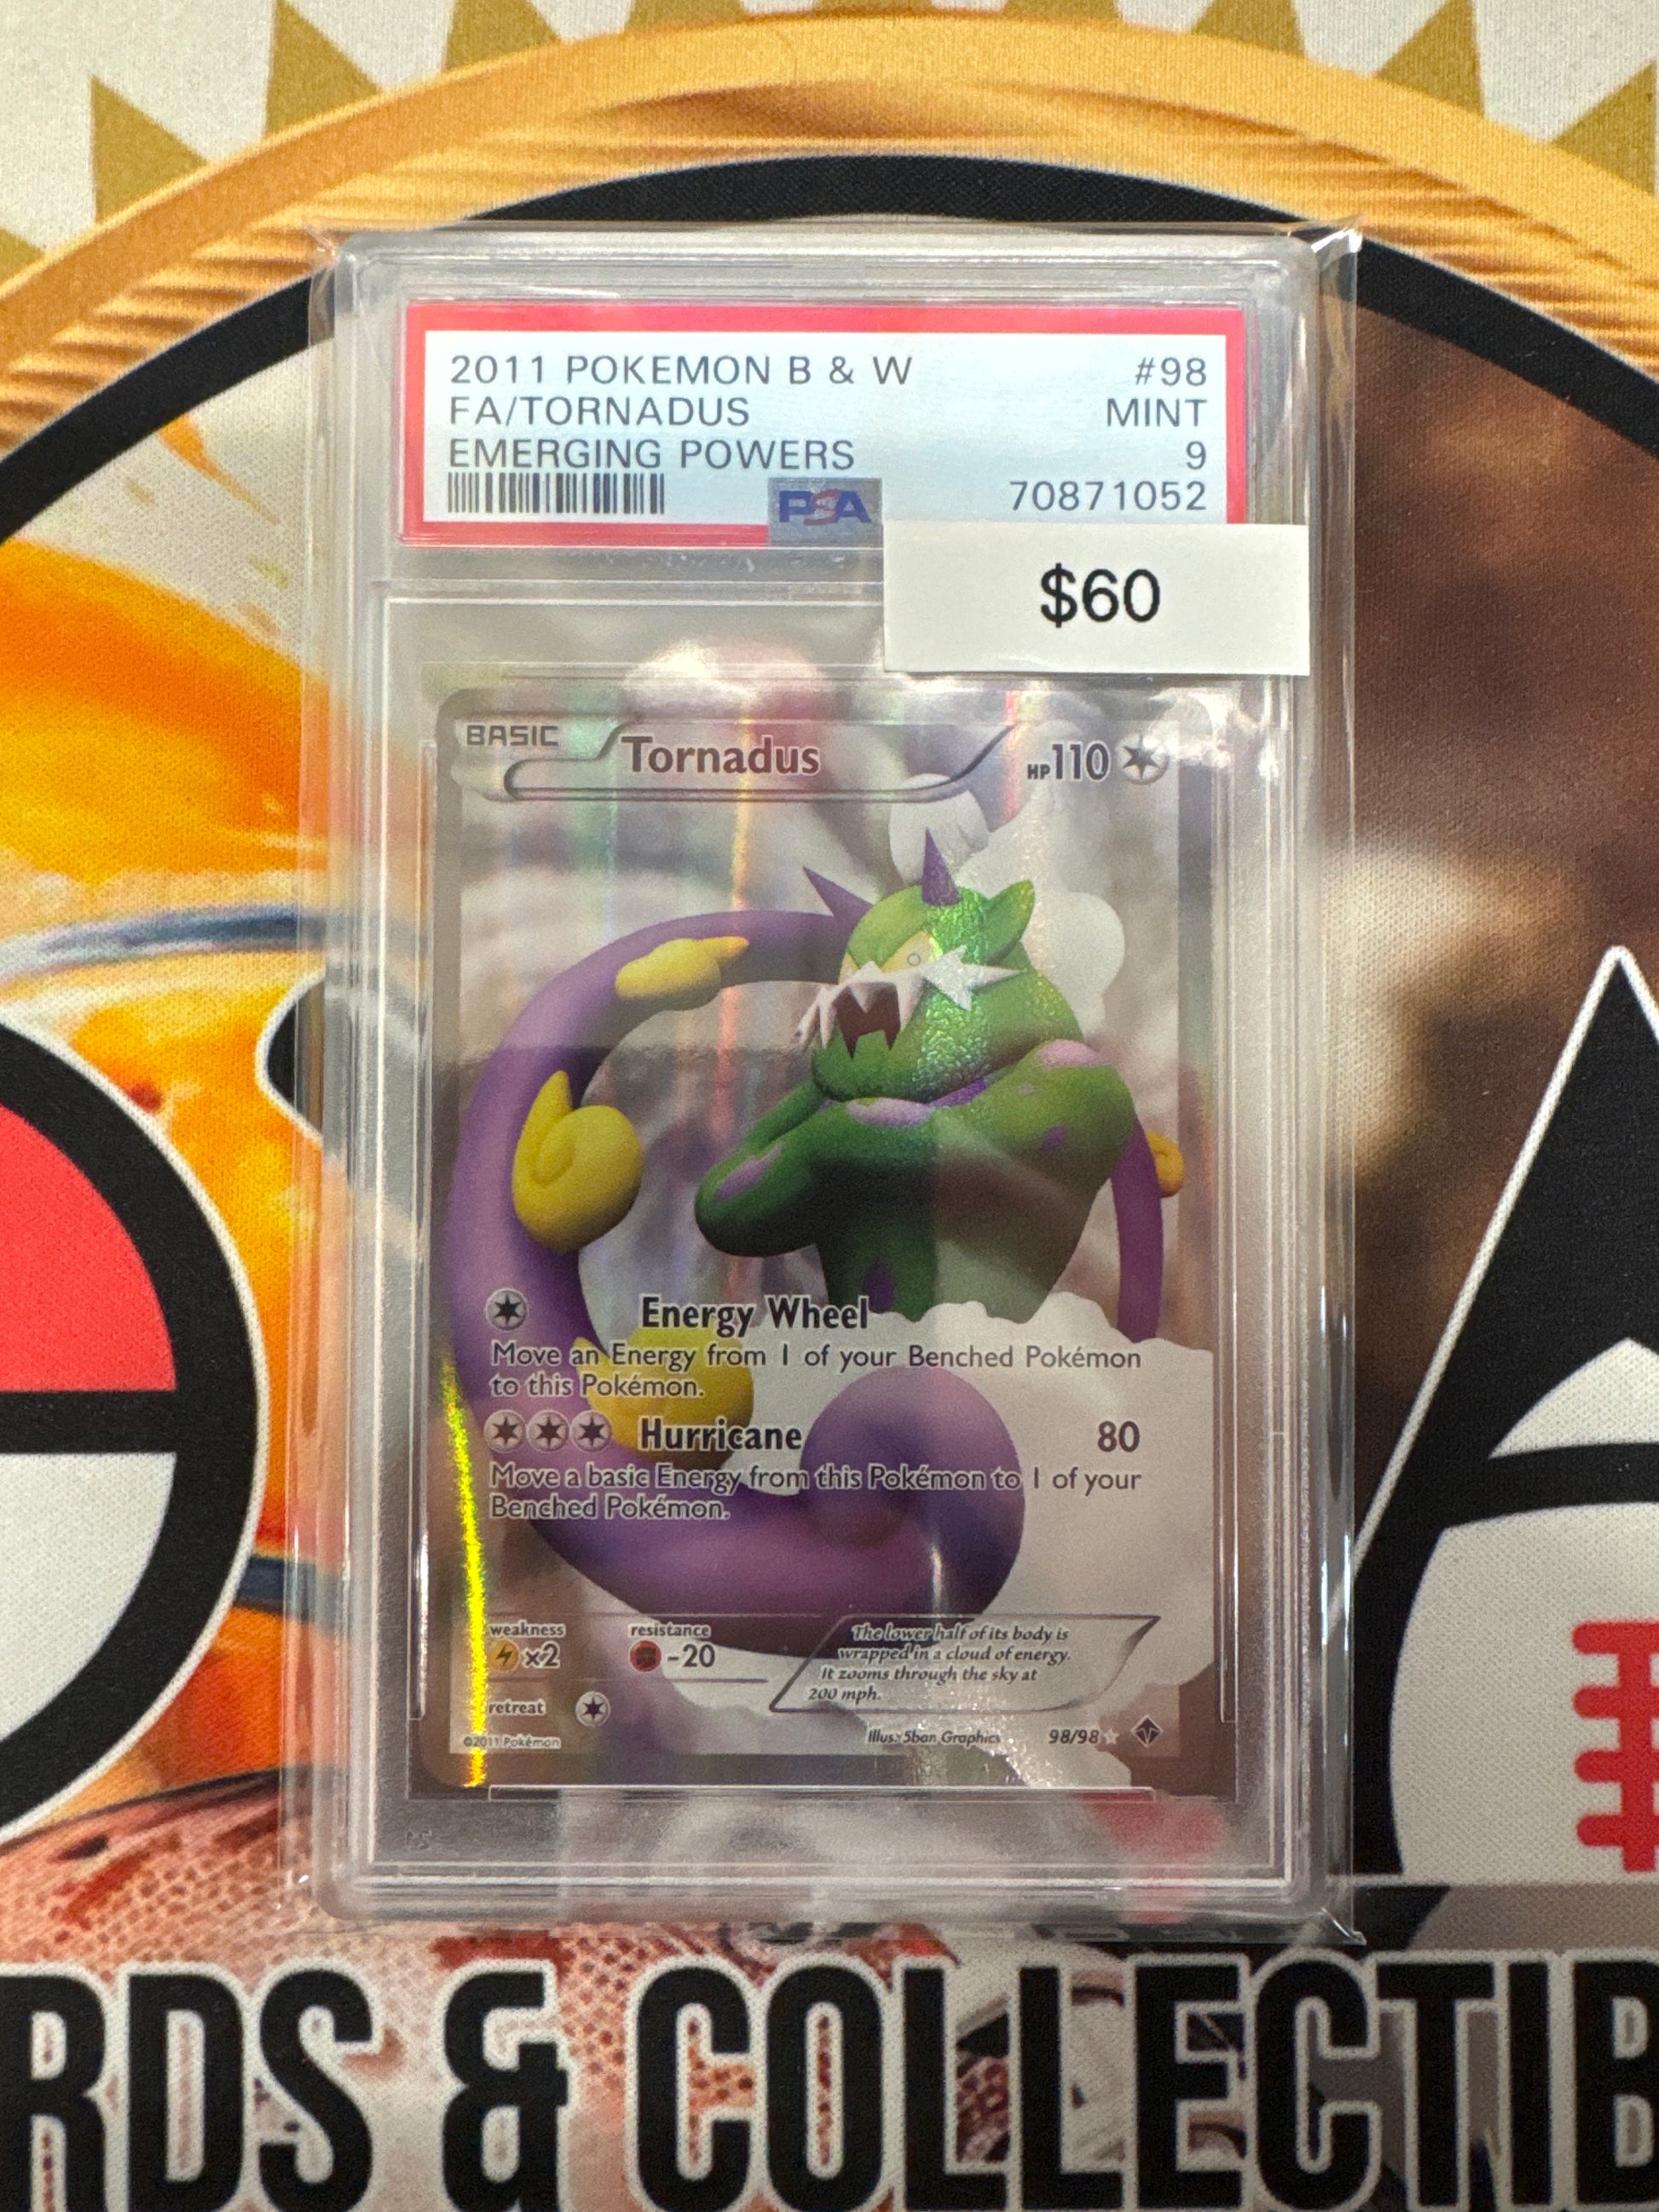 2011 POKEMON B & W #98
FA/TORNADUS MINT
EMERGING POWERS 9
PSA 70871052
$60
BASIC Tornadus HP110
Energy Wheel
Move an Energy from 1 of your Benched Pokémon
to this Pokémon.
Hurricane 80
Move a basic Energy from this Pokémon to 1 of your
Benched Pokémon.
weakness resistance
×2 -20
The lower half of its body is
wrapped in a cloud of energy.
It zooms through the sky at
200 mph.
retreat
©2011 Pokémon Illus. 5ban Graphics 98/98
RDS & COLLECTIB